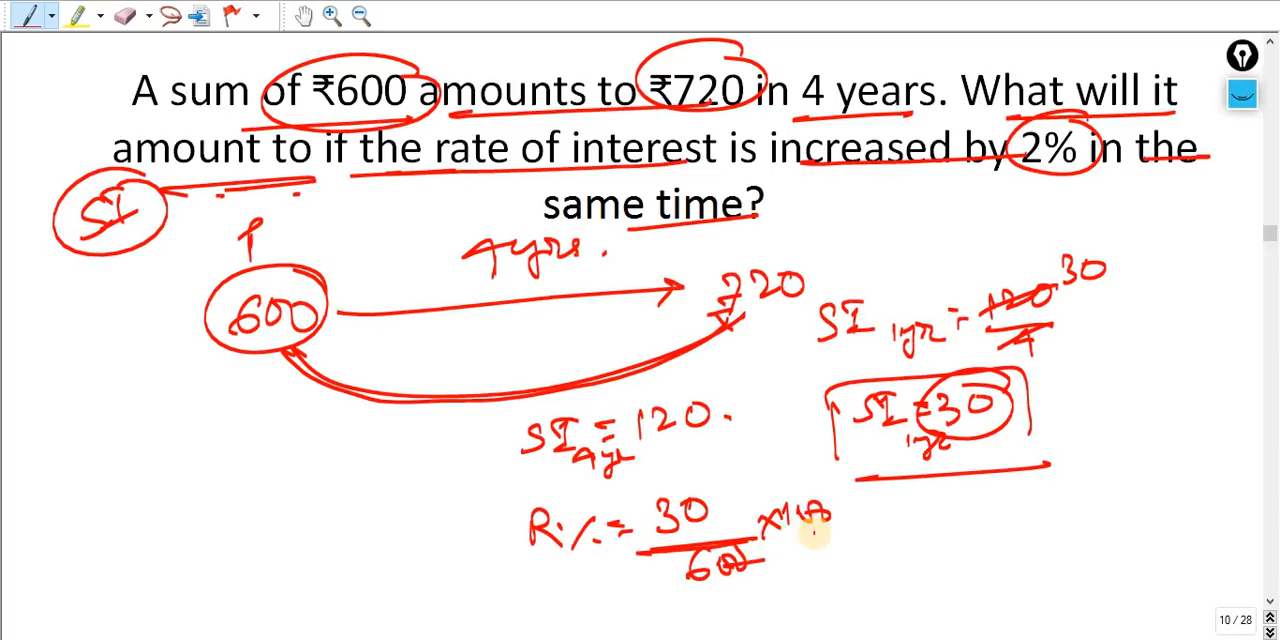 A sum of ₹600 amounts to ₹720 in 4 years. What will it
amount to if the rate of interest is increased by 2% in the
same time?
SI
P
4yrs.
600
720
SI 1yr = 120/4 30
SI 4yr = 120.
SI 1yr = 30
R% = 30/600 × 100
10 / 28